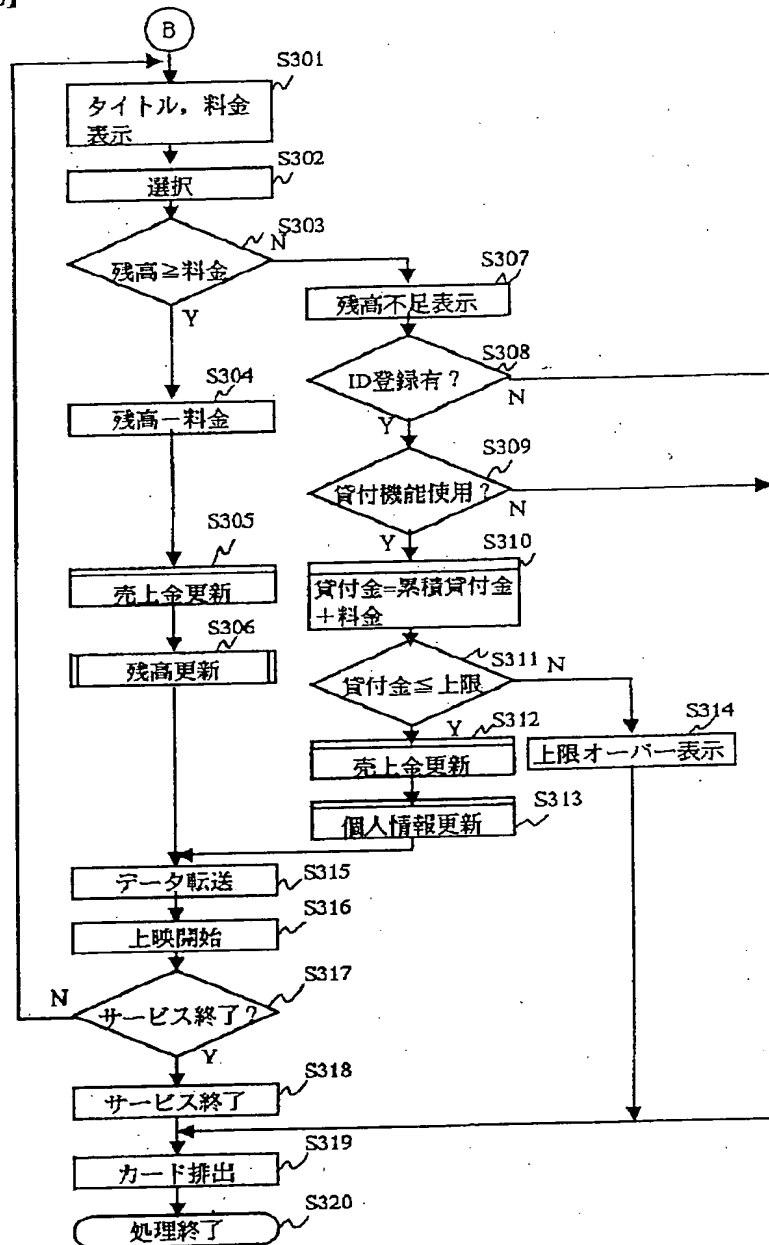 B
S301
タイトル,料金
表示
S302
選択
S303
残高≧料金
N
Y
S304
残高−料金
S305
売上金更新
S306
残高更新
S307
残高不足表示
S308
ID登録有?
N
Y
S309
貸付機能使用?
N
Y
S310
貸付金=累積貸付金
+料金
S311
貸付金≦上限
N
Y
S312
売上金更新
S313
個人情報更新
S314
上限オーバー表示
データ転送
S315
上映開始
S316
サービス終了?
S317
N
Y
サービス終了
S318
カード排出
S319
処理終了
S320